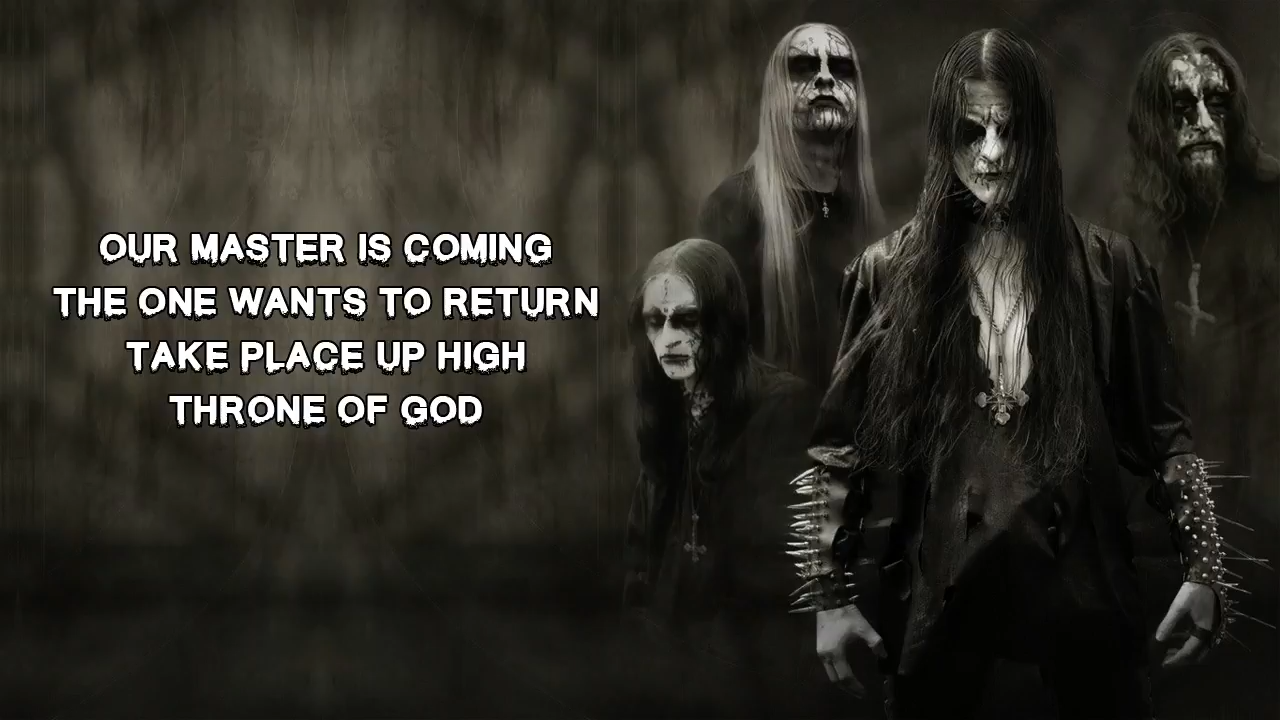 OUR MASTER IS COMING
THE ONE WANTS TO RETURN
TAKE PLACE UP HIGH
THRONE OF GOD